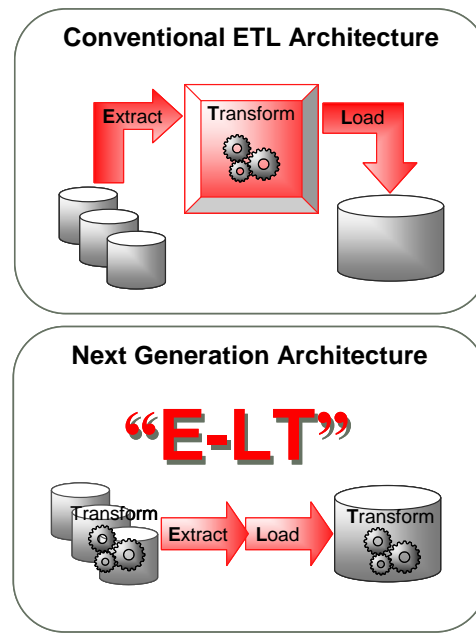 Conventional ETL Architecture
Extract
Transform
Load
Next Generation Architecture
“E-LT”
Transform
Extract
Load
Transform